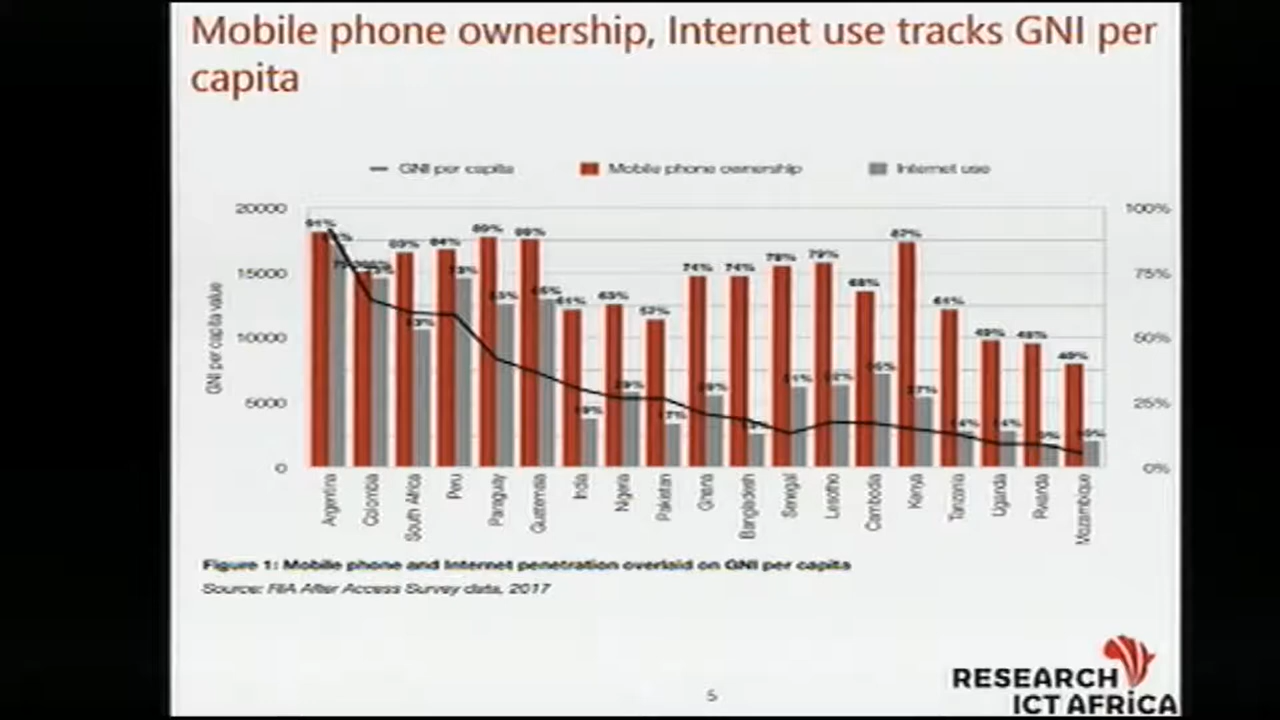 Mobile phone ownership, Internet use tracks GNI per
capita
GNI per capita
Mobile phone ownership
Internet use
20000
15000
10000
5000
0
GNI per capita value
100%
75%
50%
25%
0%
91%
84%
89%
61%
63%
57%
74%
74%
78%
79%
68%
87%
61%
49%
48%
40%
Argentina
Colombia
South Africa
Peru
Paraguay
Guatemala
India
Nigeria
Pakistan
Ghana
Bangladesh
Senegal
Lesotho
Cambodia
Kenya
Tanzania
Uganda
Rwanda
Mozambique
Figure 1: Mobile phone and Internet penetration overlaid on GNI per capita
Source: RIA After Access Survey data, 2017
5
RESEARCH
ICT AFRICA